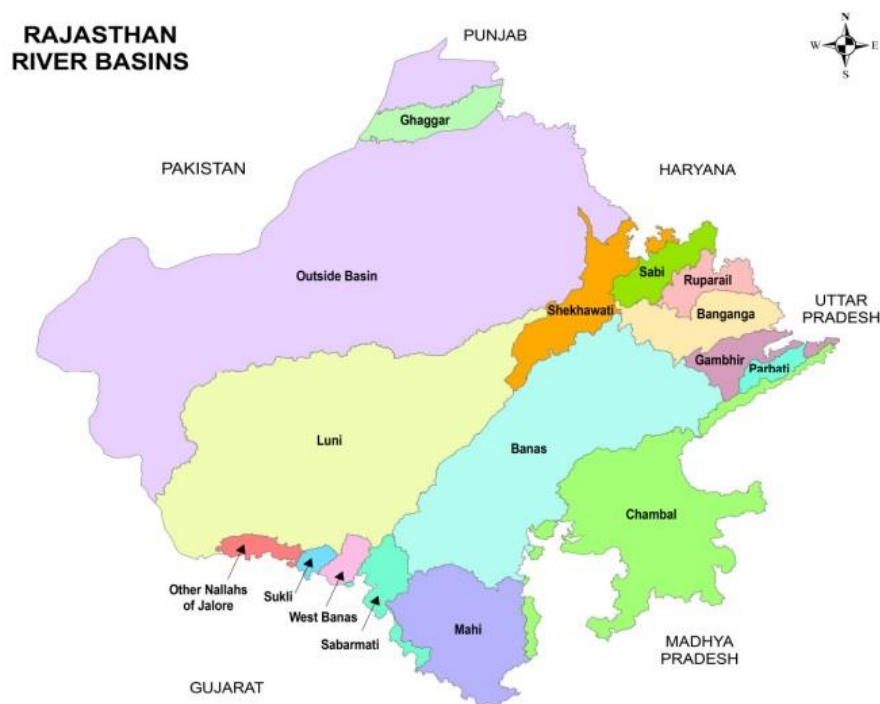 RAJASTHAN
RIVER BASINS
PUNJAB
N
W
E
S
Ghaggar
PAKISTAN
HARYANA
Outside Basin
Sabi
Ruparail
Shekhawati
Banganga
UTTAR
PRADESH
Gambhir
Parbati
Luni
Banas
Chambal
Other Nallahs
of Jalore
Sukli
West Banas
Sabarmati
Mahi
MADHYA
PRADESH
GUJARAT